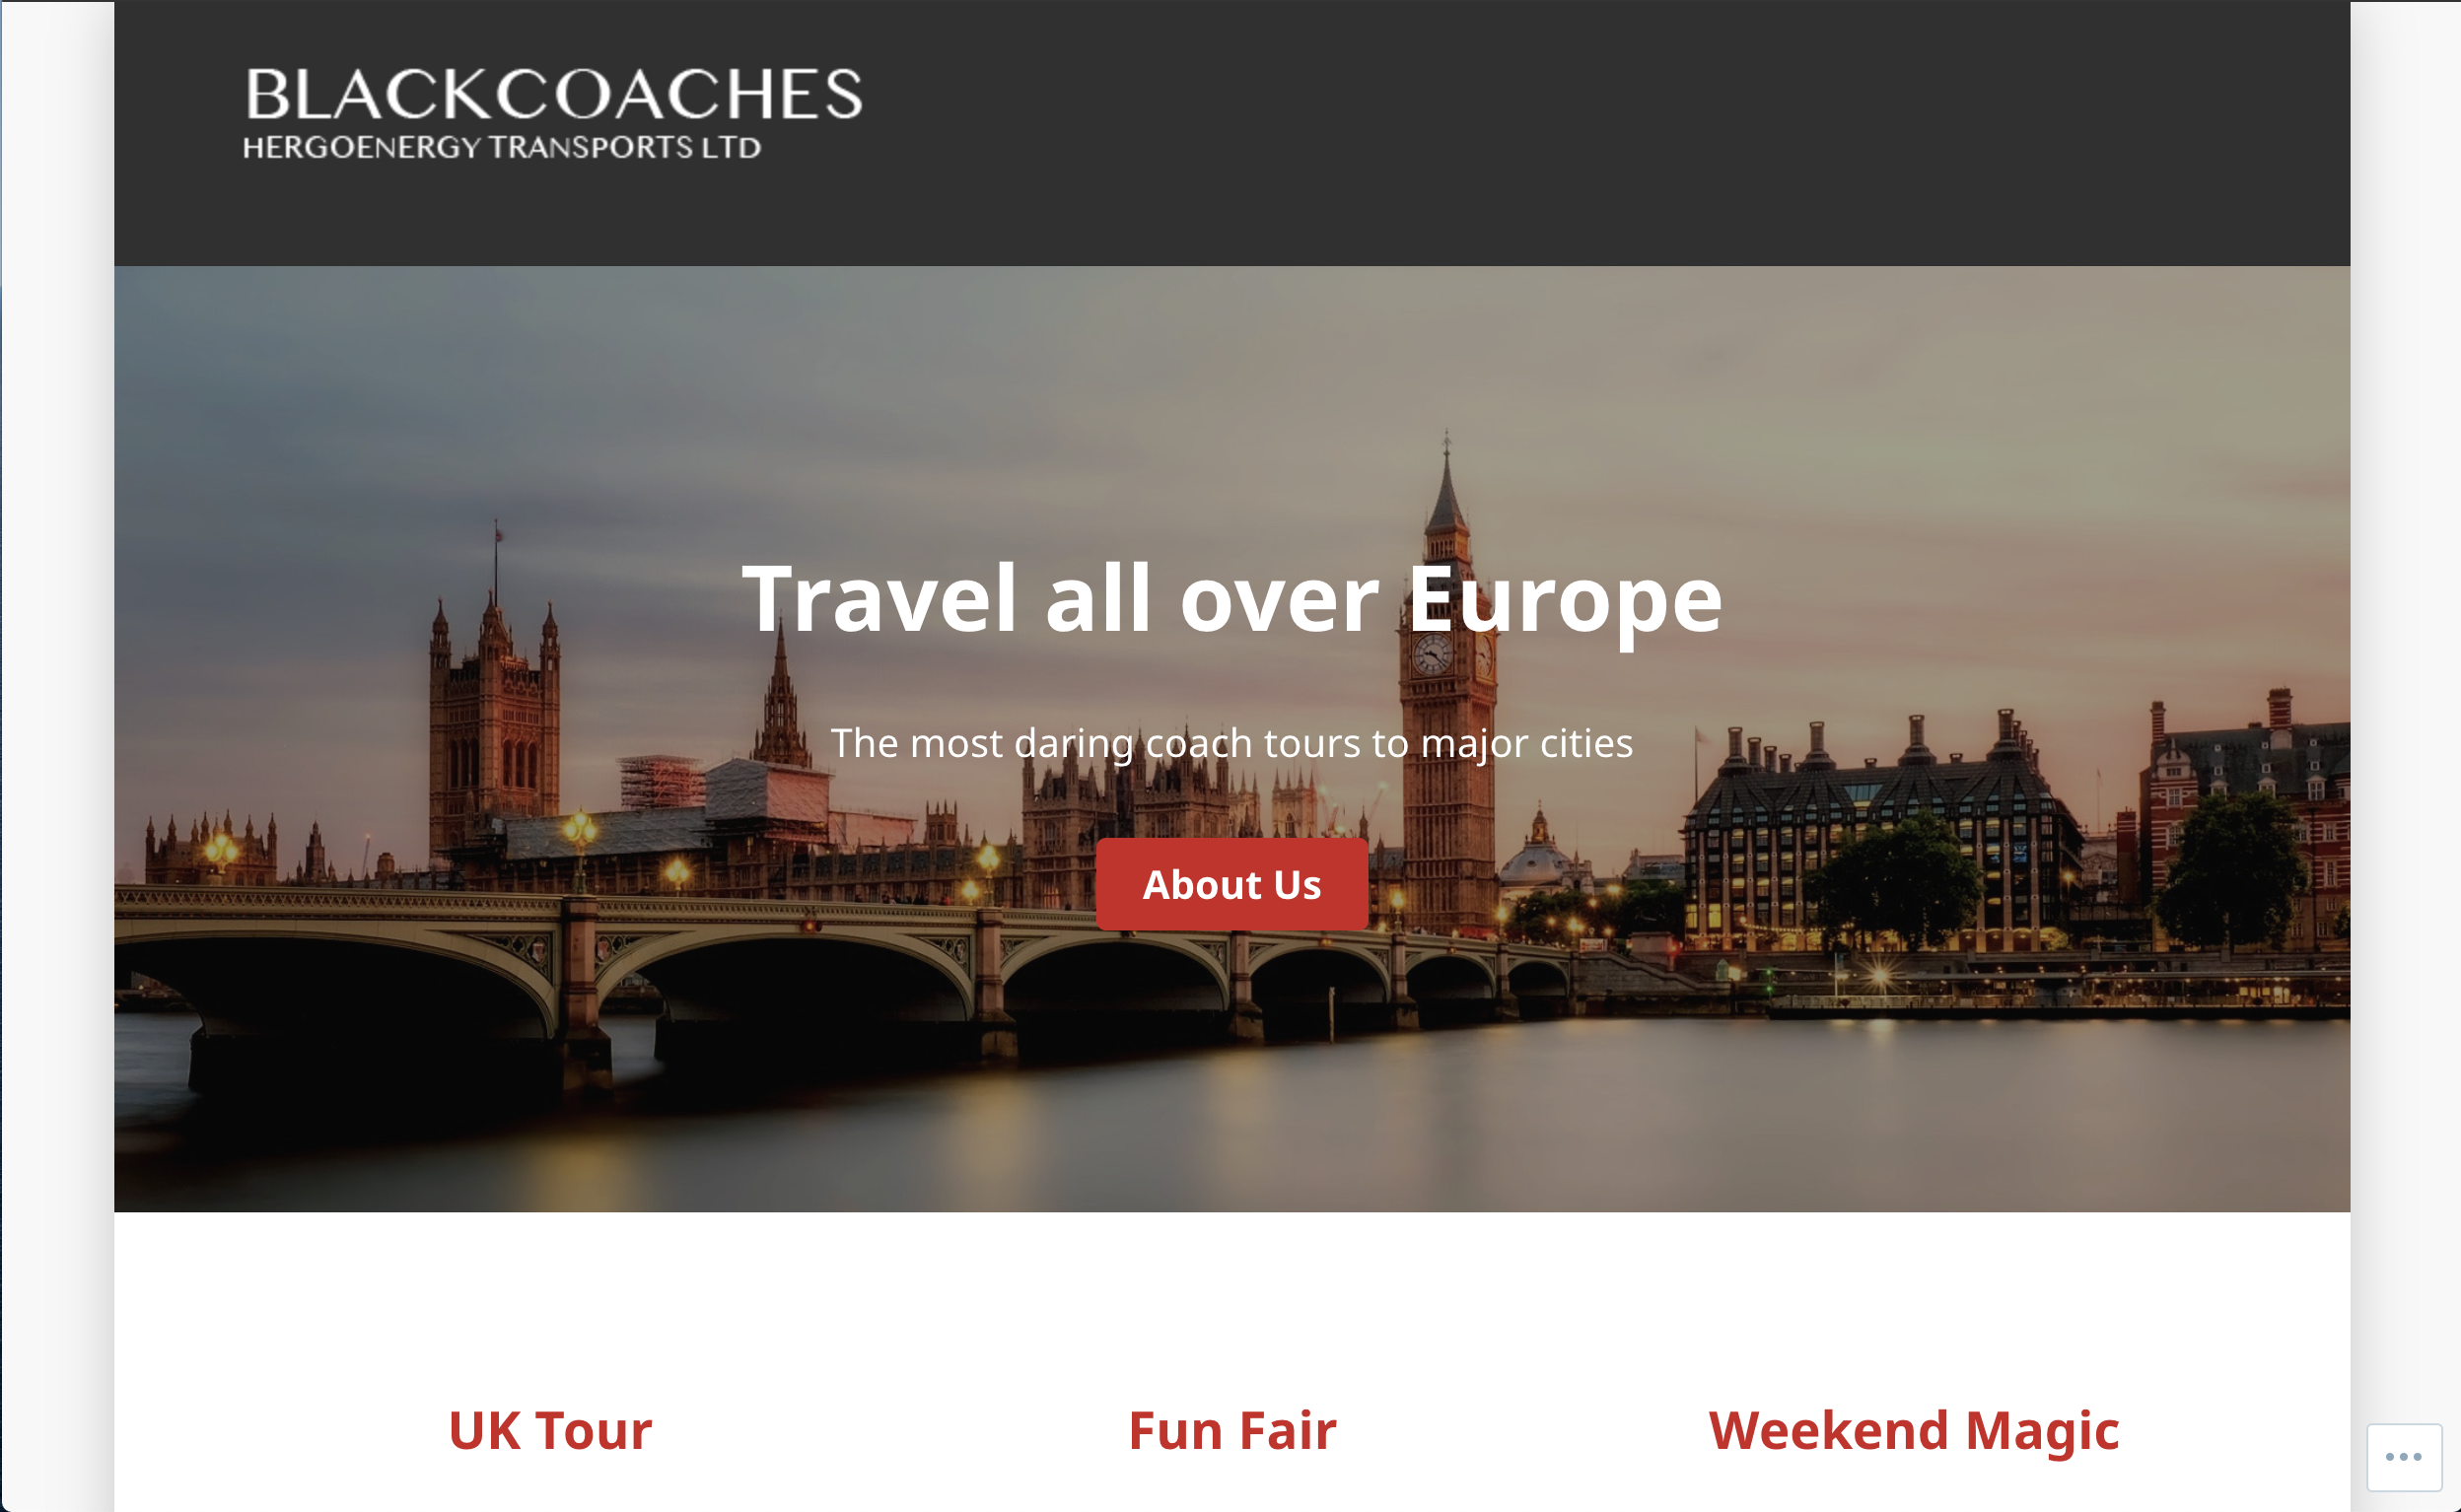 BLACKCOACHES
HERGOENERGY TRANSPORTS LTD
Travel all over Europe
The most daring coach tours to major cities
About Us
UK Tour
Fun Fair
Weekend Magic